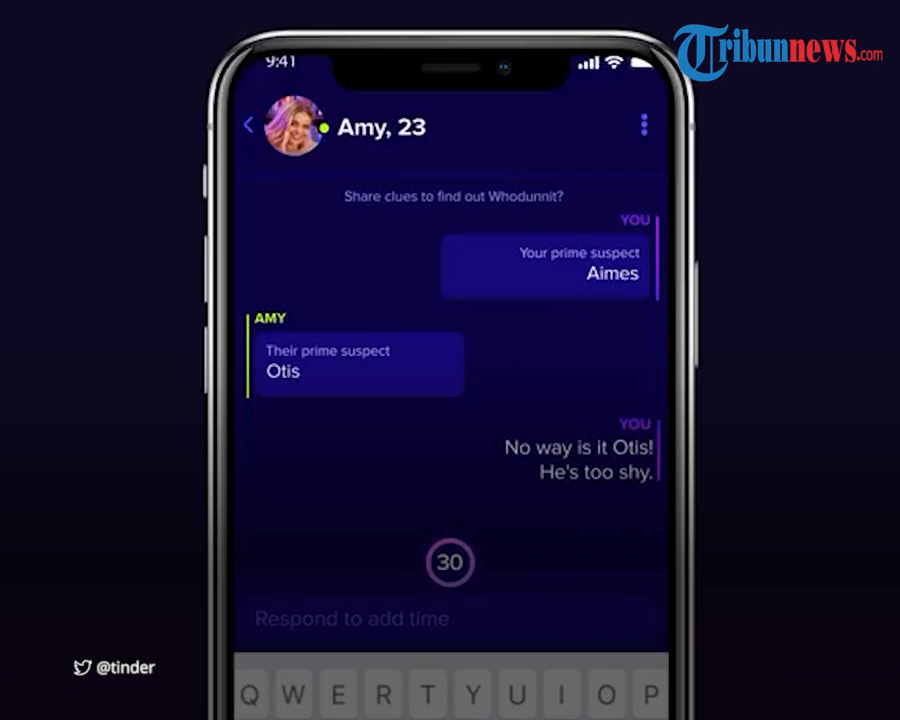 Tribunnews.com
9:41
Amy, 23
Share clues to find out Whodunnit?
YOU
Your prime suspect
Aimes
AMY
Their prime suspect
Otis
YOU
No way is it Otis!
He's too shy.
30
Respond to add time
@tinder
Q W E R T Y U I O P